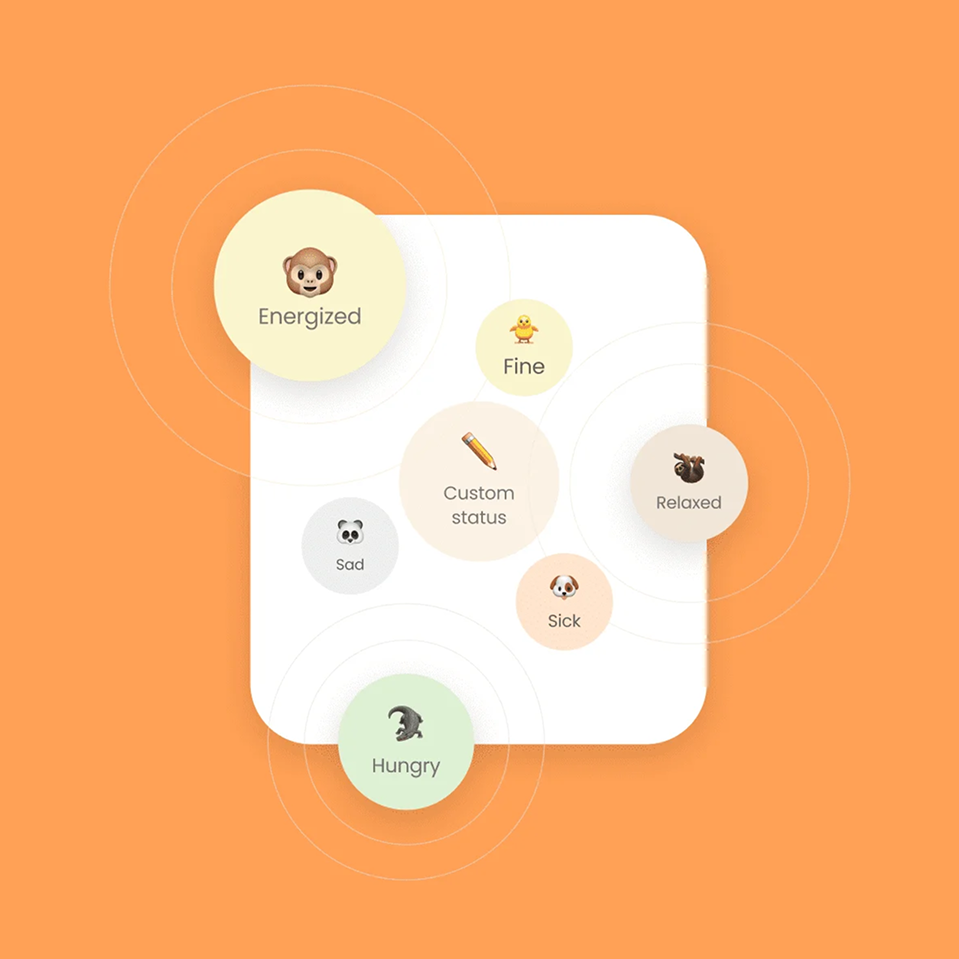 Energized
Fine
Custom
status
Relaxed
Sad
Sick
Hungry